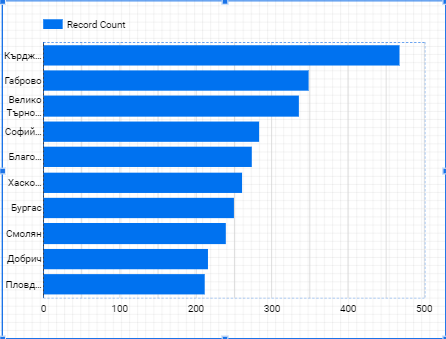 Record Count
Кърдж...
Габрово
Велико
Търно...
Софий...
Благо...
Хаско...
Бургас
Смолян
Добрич
Пловд...
0 100 200 300 400 500